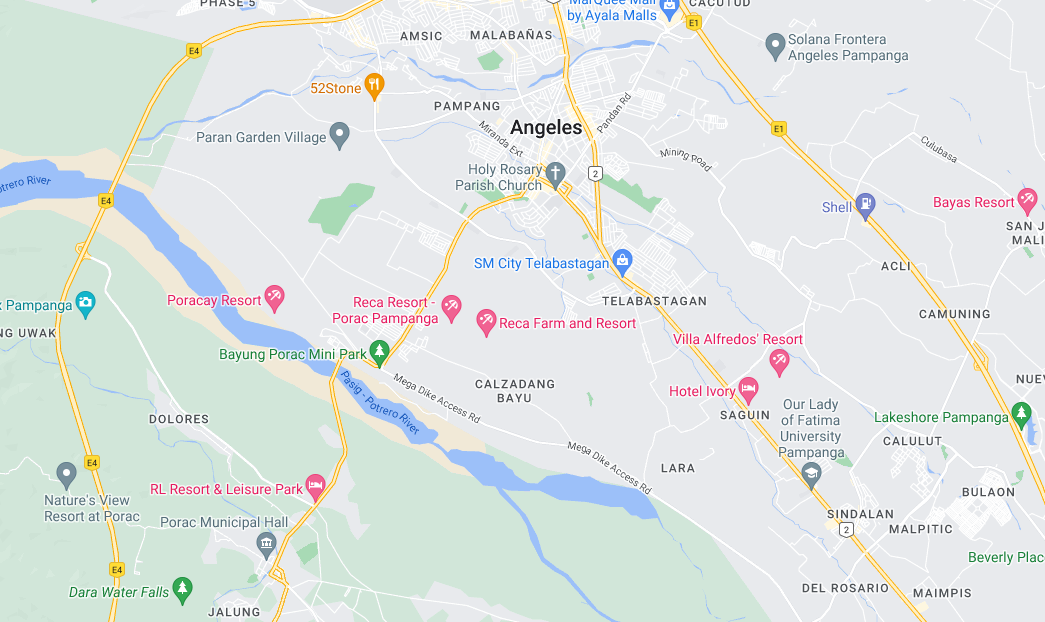 PHASE 5
MarQuee Mall
by Ayala Malls
CACUTUD
E4
AMSIC
MALABAÑAS
E1
Solana Frontera
Angeles Pampanga
52Stone
PAMPANG
Angeles
Pandan Rd
Miranda Ext
E1
Paran Garden Village
Culubasa
Mining Road
Holy Rosary
Parish Church
2
otrero River
E4
Shell
Bayas Resort
SAN J
MALI
SM City Telabastagan
ACLI
Poracay Resort
Reca Resort -
Porac Pampanga
TELABASTAGAN
k Pampanga
CAMUNING
Reca Farm and Resort
NG UWAK
Villa Alfredos' Resort
Bayung Porac Mini Park
CALZADANG
BAYU
Mega Dike Access Rd
Pasig - Potrero River
Hotel Ivory
NUEV
SAGUIN
Our Lady
of Fatima
University
Pampanga
Lakeshore Pampanga
DOLORES
CALULUT
Mega Dike Access Rd
E4
LARA
Nature's View
Resort at Porac
RL Resort & Leisure Park
BULAON
SINDALAN
Porac Municipal Hall
2
MALPITIC
Beverly Plac
E4
Dara Water Falls
DEL ROSARIO
MAIMPIS
JALUNG